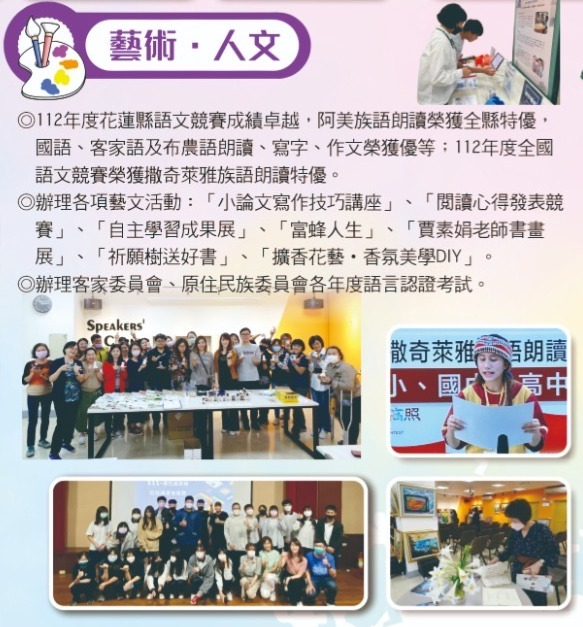 藝術・人文
◎112年度花蓮縣語文競賽成績卓越，阿美族語朗讀榮獲全縣特優，
國語、客家語及布農語朗讀、寫字、作文榮獲優等；112年度全國
語文競賽榮獲撒奇萊雅族語朗讀特優。
◎辦理各項藝文活動：「小論文寫作技巧講座」、「閱讀心得發表競
賽」、「自主學習成果展」、「富蜂人生」、「賈素娟老師書畫
展」、「祈願樹送好書」、「擴香花藝・香氛美學DIY」。
◎辦理客家委員會、原住民族委員會各年度語言認證考試。
SPEAKERS'
撒奇萊雅 語朗讀
小、國 高中